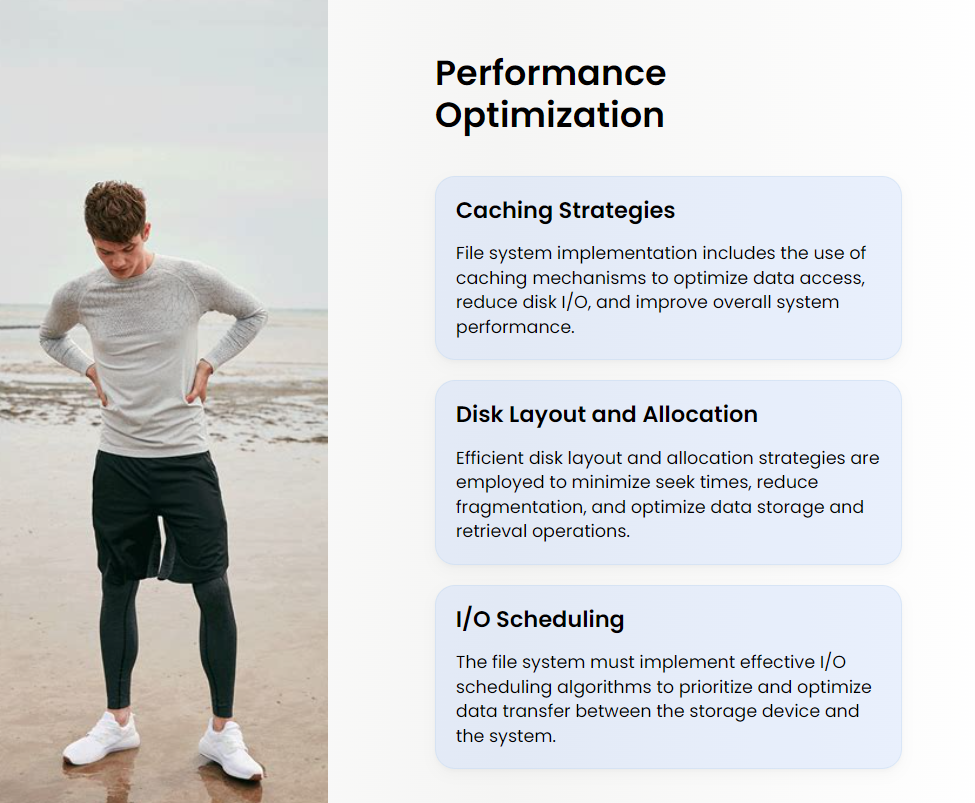 Performance
Optimization
Caching Strategies
File system implementation includes the use of
caching mechanisms to optimize data access,
reduce disk I/O, and improve overall system
performance.
Disk Layout and Allocation
Efficient disk layout and allocation strategies are
employed to minimize seek times, reduce
fragmentation, and optimize data storage and
retrieval operations.
I/O Scheduling
The file system must implement effective I/O
scheduling algorithms to prioritize and optimize
data transfer between the storage device and
the system.